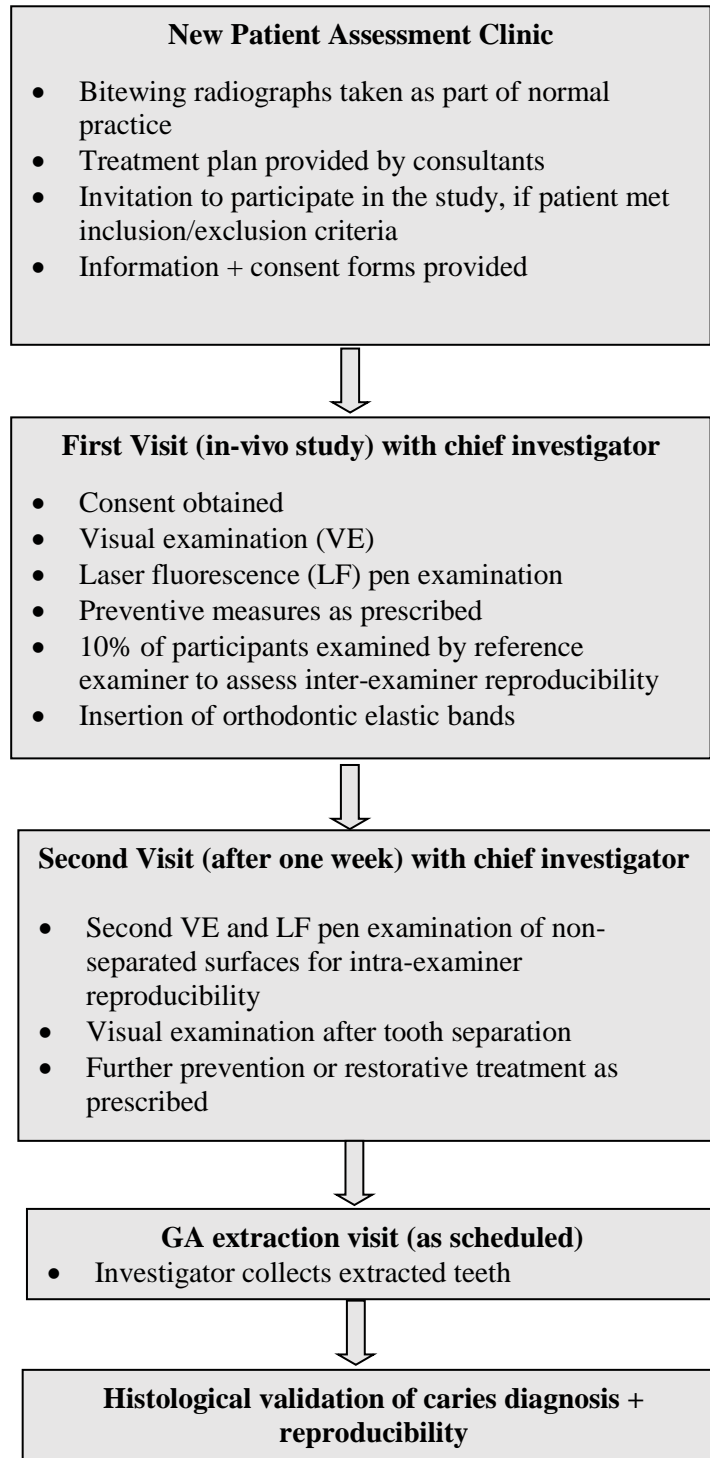 New Patient Assessment Clinic
• Bitewing radiographs taken as part of normal
practice
• Treatment plan provided by consultants
• Invitation to participate in the study, if patient met
inclusion/exclusion criteria
• Information + consent forms provided
First Visit (in-vivo study) with chief investigator
• Consent obtained
• Visual examination (VE)
• Laser fluorescence (LF) pen examination
• Preventive measures as prescribed
• 10% of participants examined by reference
examiner to assess inter-examiner reproducibility
• Insertion of orthodontic elastic bands
Second Visit (after one week) with chief investigator
• Second VE and LF pen examination of non-
separated surfaces for intra-examiner
reproducibility
• Visual examination after tooth separation
• Further prevention or restorative treatment as
prescribed
GA extraction visit (as scheduled)
• Investigator collects extracted teeth
Histological validation of caries diagnosis +
reproducibility